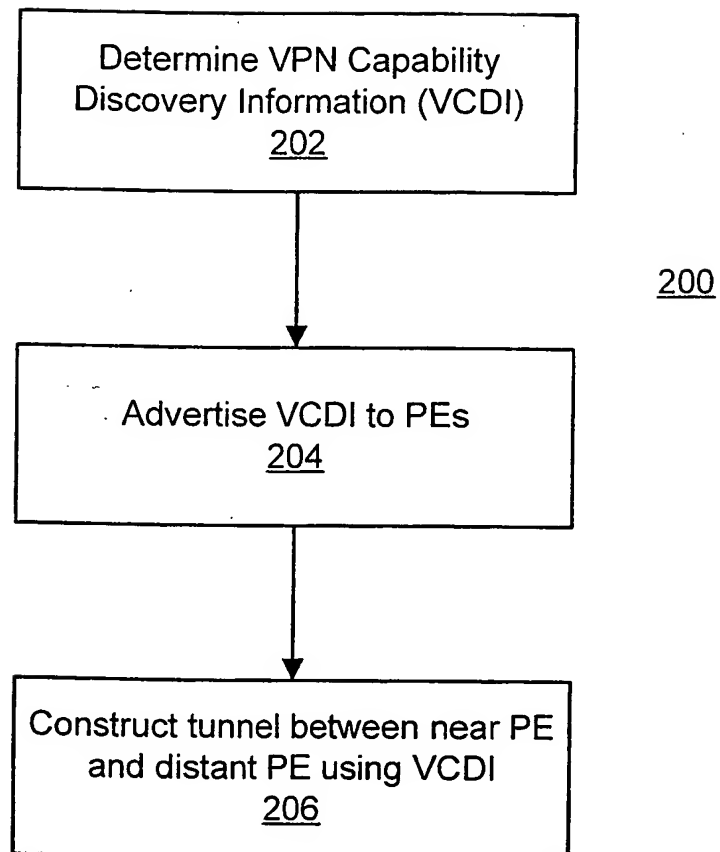 Determine VPN Capability
Discovery Information (VCDI)
202
200
Advertise VCDI to PEs
204
Construct tunnel between near PE
and distant PE using VCDI
206